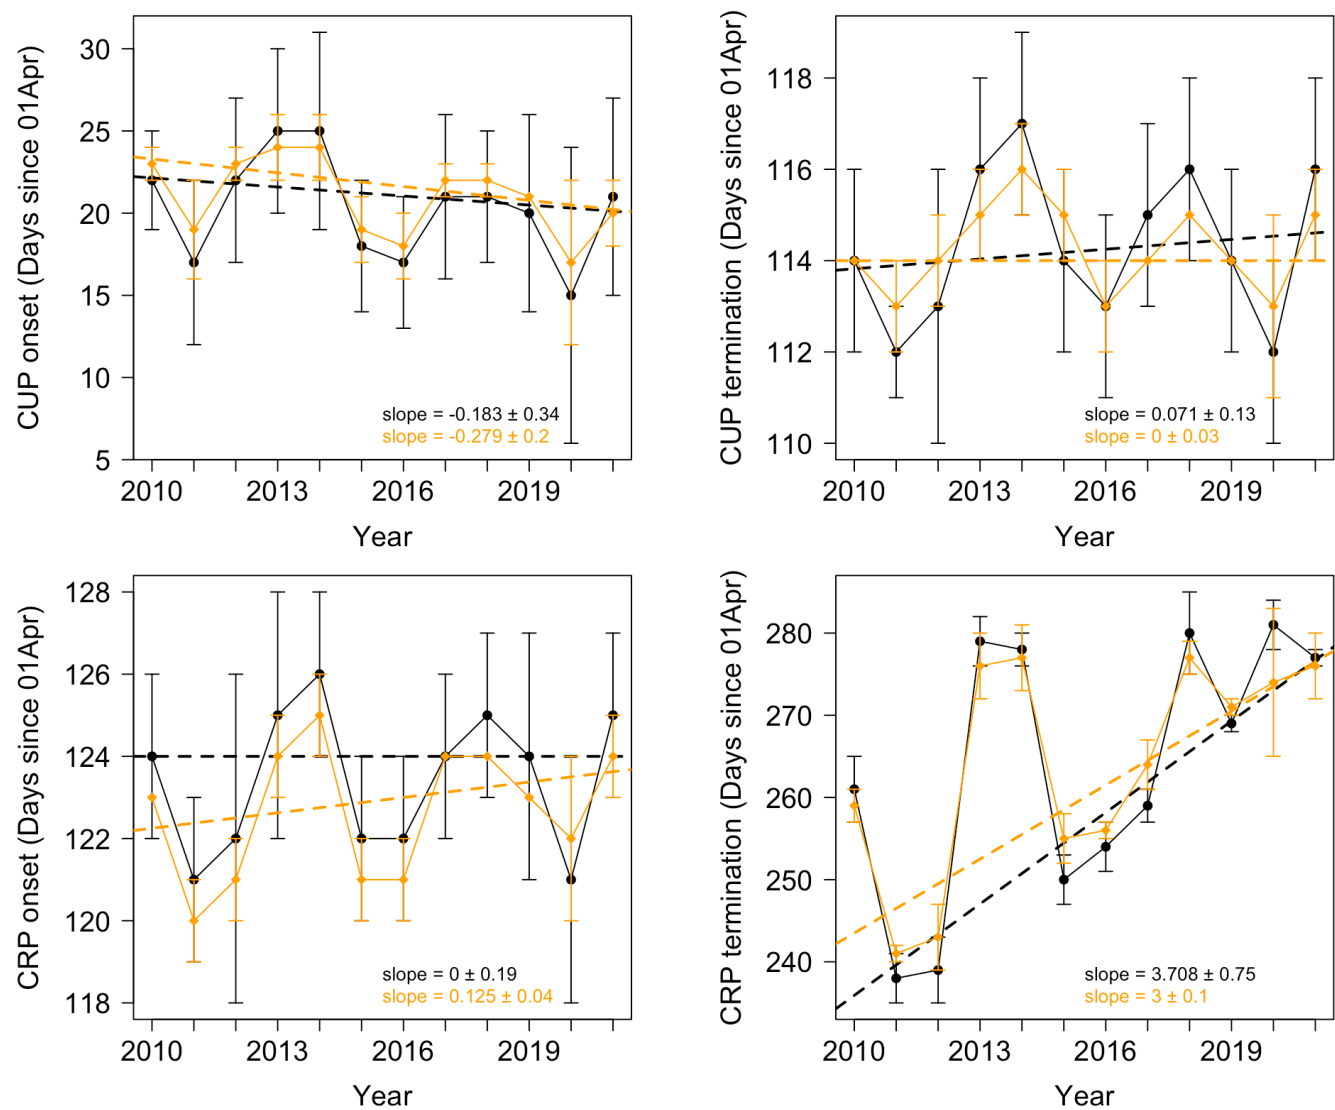 CUP onset (Days since 01Apr)
30
25
20
15
10
5
slope = -0.183 ± 0.34
slope = -0.279 ± 0.2
2010
2013
2016
2019
Year
CUP termination (Days since 01Apr)
118
116
114
112
110
slope = 0.071 ± 0.13
slope = 0 ± 0.03
2010
2013
2016
2019
Year
CRP onset (Days since 01Apr)
128
126
124
122
120
118
slope = 0 ± 0.19
slope = 0.125 ± 0.04
2010
2013
2016
2019
Year
CRP termination (Days since 01Apr)
280
270
260
250
240
slope = 3.708 ± 0.75
slope = 3 ± 0.1
2010
2013
2016
2019
Year